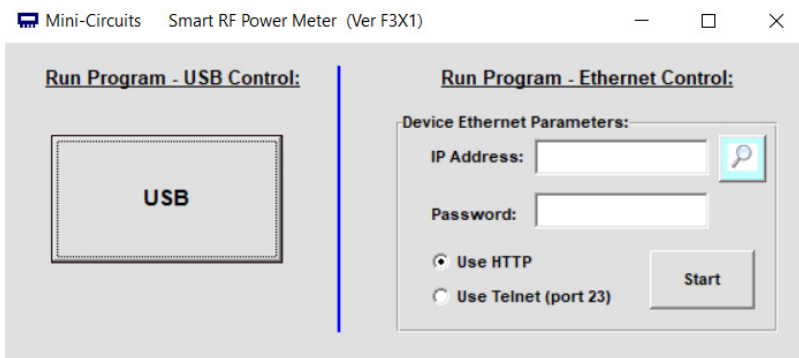 Mini-Circuits Smart RF Power Meter (Ver F3X1)
Run Program - USB Control:
USB
Run Program - Ethernet Control:
Device Ethernet Parameters:
IP Address:
Password:
Use HTTP
Use Telnet (port 23)
Start